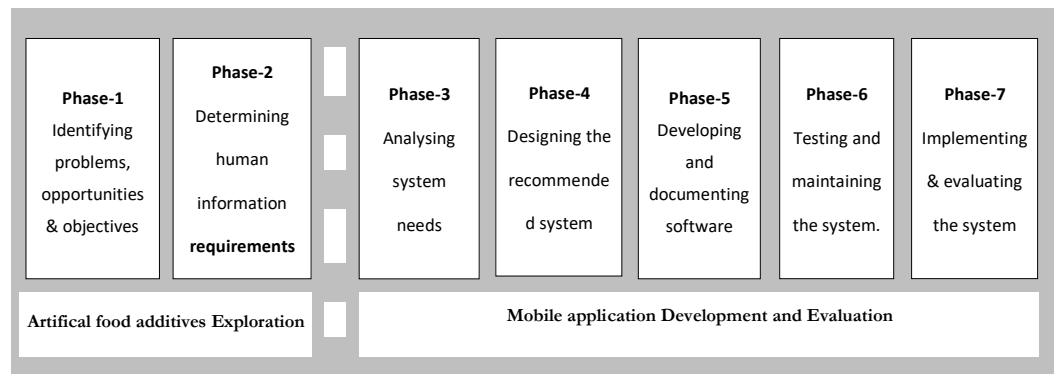 Phase-1
Identifying
problems,
opportunities
& objectives
Phase-2
Determining
human
information
requirements
Phase-3
Analysing
system
needs
Phase-4
Designing the
recommende
d system
Phase-5
Developing
and
documenting
software
Phase-6
Testing and
maintaining
the system.
Phase-7
Implementing
& evaluating
the system
Artifical food additives Exploration
Mobile application Development and Evaluation